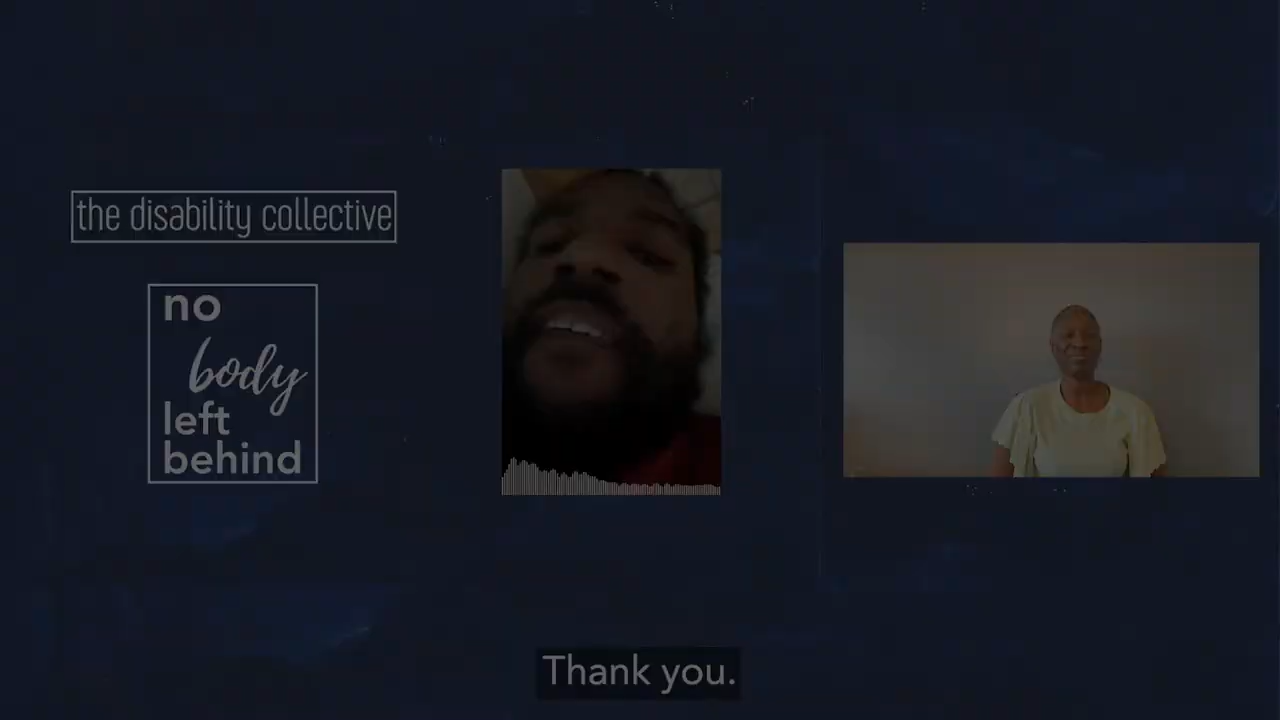 the disability collective
no
body
left
behind
Thank you.